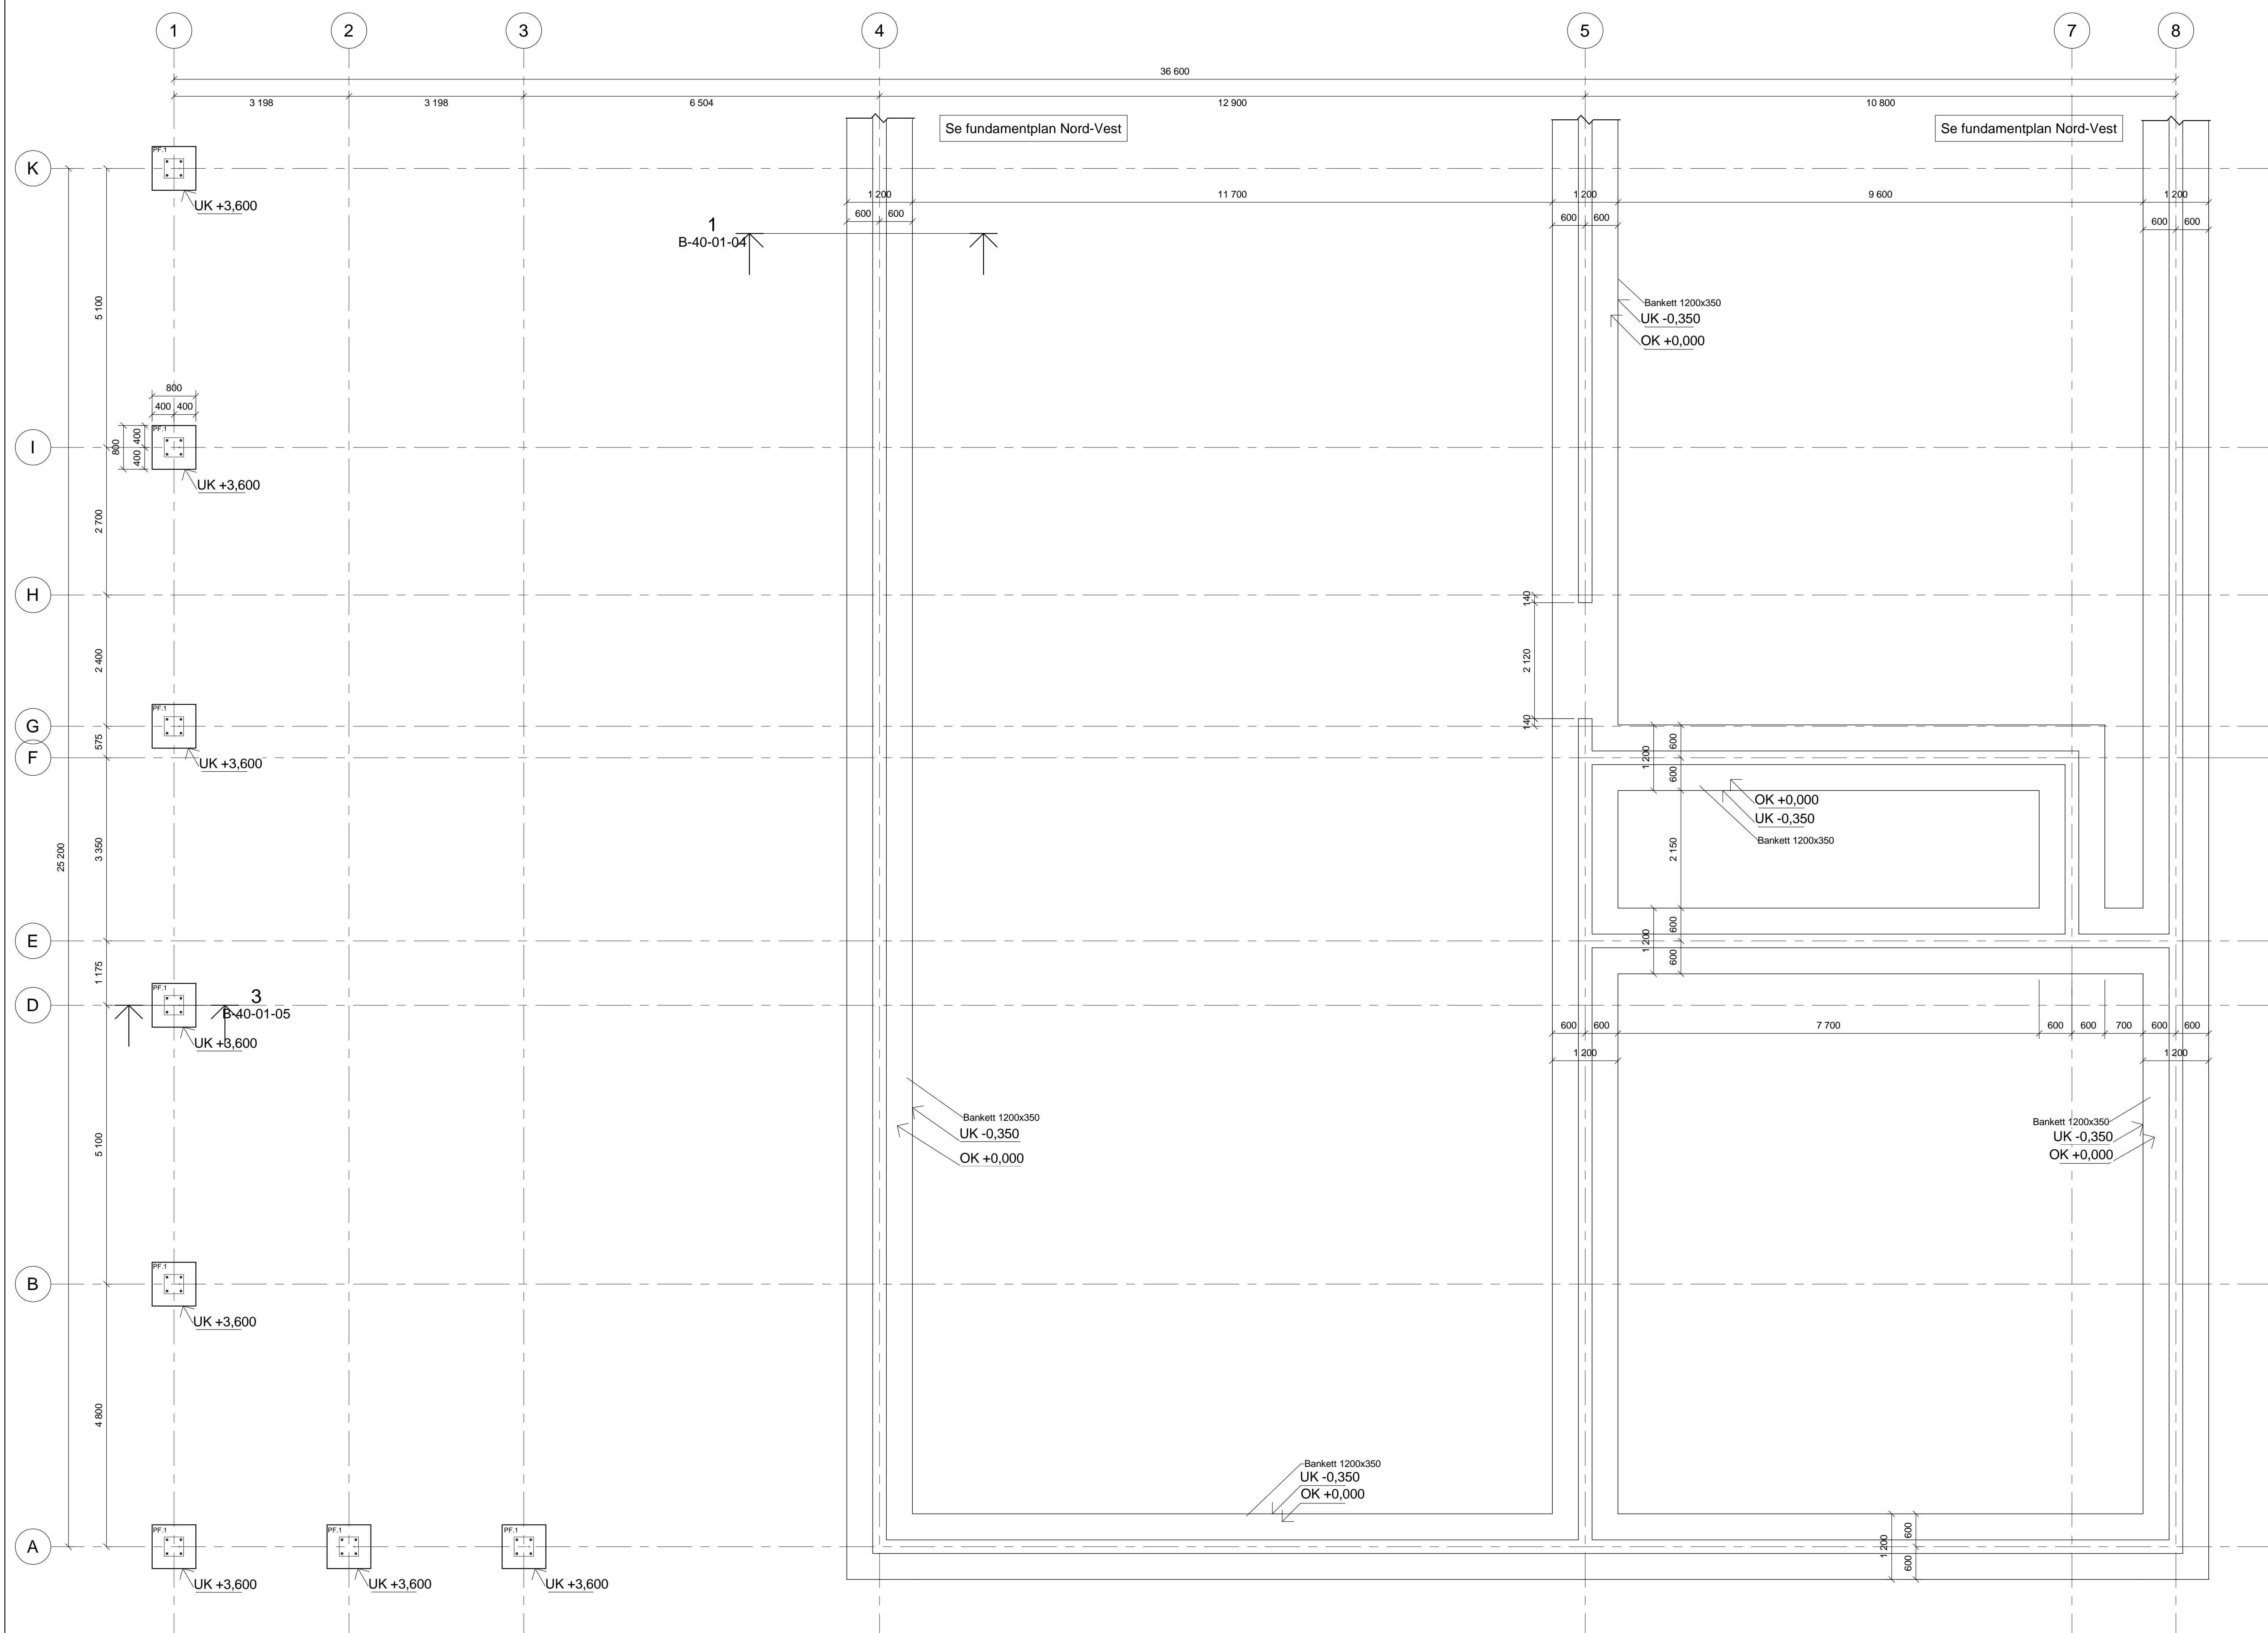 1 2 3 4 5 7 8
36 600
3 198 3 198 6 504 12 900 10 800
Se fundamentplan Nord-Vest Se fundamentplan Nord-Vest
K
PF.1
UK +3,600
1 200 11 700 1 200 9 600 1 200
600 600 600 600 600 600
1
B-40-01-04
5 100
Bankett 1200x350
UK -0,350
OK +0,000
800
400 400
I
PF.1
800
400
400
UK +3,600
2 700
H
140
2 400
2 120
140
G
PF.1
575
F
UK +3,600
1 200
600
600
OK +0,000
UK -0,350
Bankett 1200x350
25 200
3 350
2 150
E
1 200
600
600
1 175
D
PF.1
3
B-40-01-05
UK +3,600
600 600 7 700 600 600 700 600 600
1 200 1 200
5 100
Bankett 1200x350
UK -0,350
OK +0,000
Bankett 1200x350
UK -0,350
OK +0,000
B
PF.1
UK +3,600
4 800
Bankett 1200x350
UK -0,350
OK +0,000
A
PF.1 PF.1 PF.1
1 200
600
600
UK +3,600 UK +3,600 UK +3,600